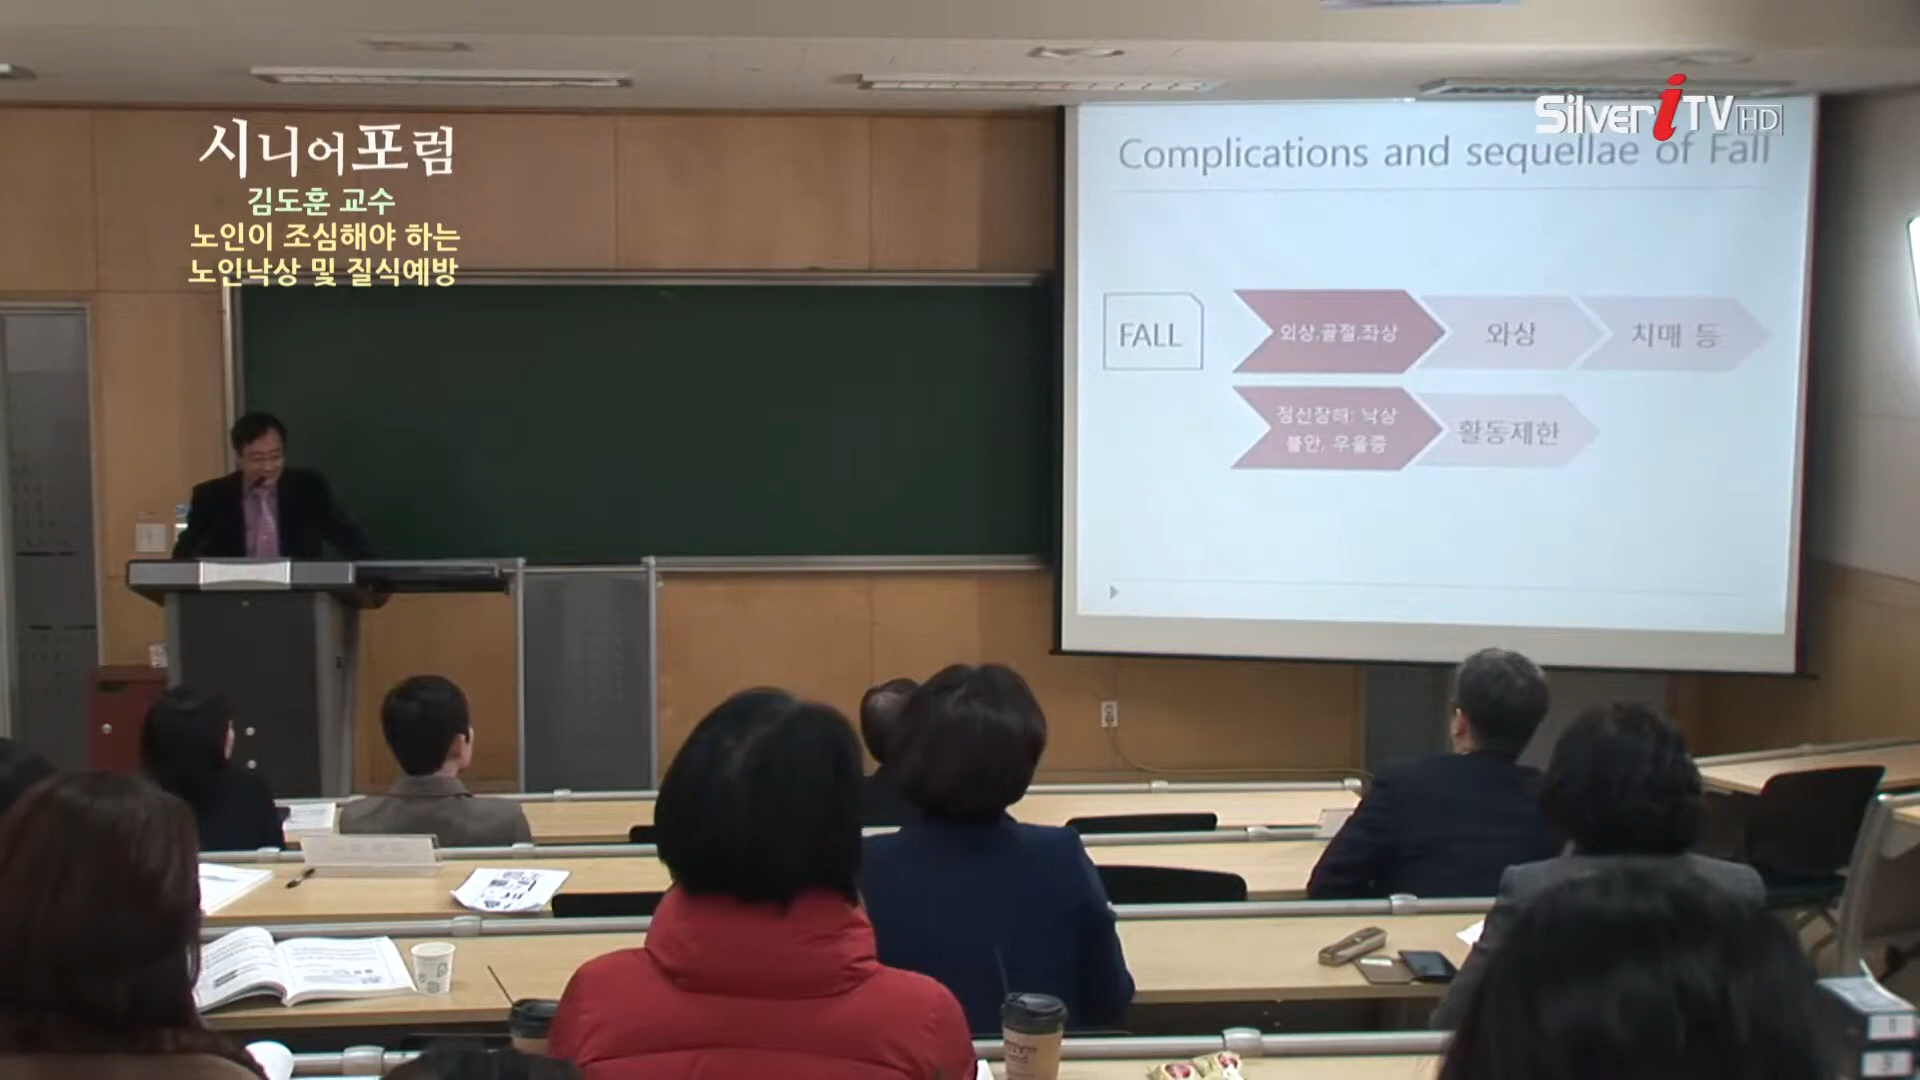 시니어포럼
김도훈 교수
노인이 조심해야 하는
노인낙상 및 질식예방
Silver i TV HD
Complications and sequellae of Fall
FALL
외상,골절,좌상
와상
치매 등
정신장해: 낙상
불안, 우울증
활동제한